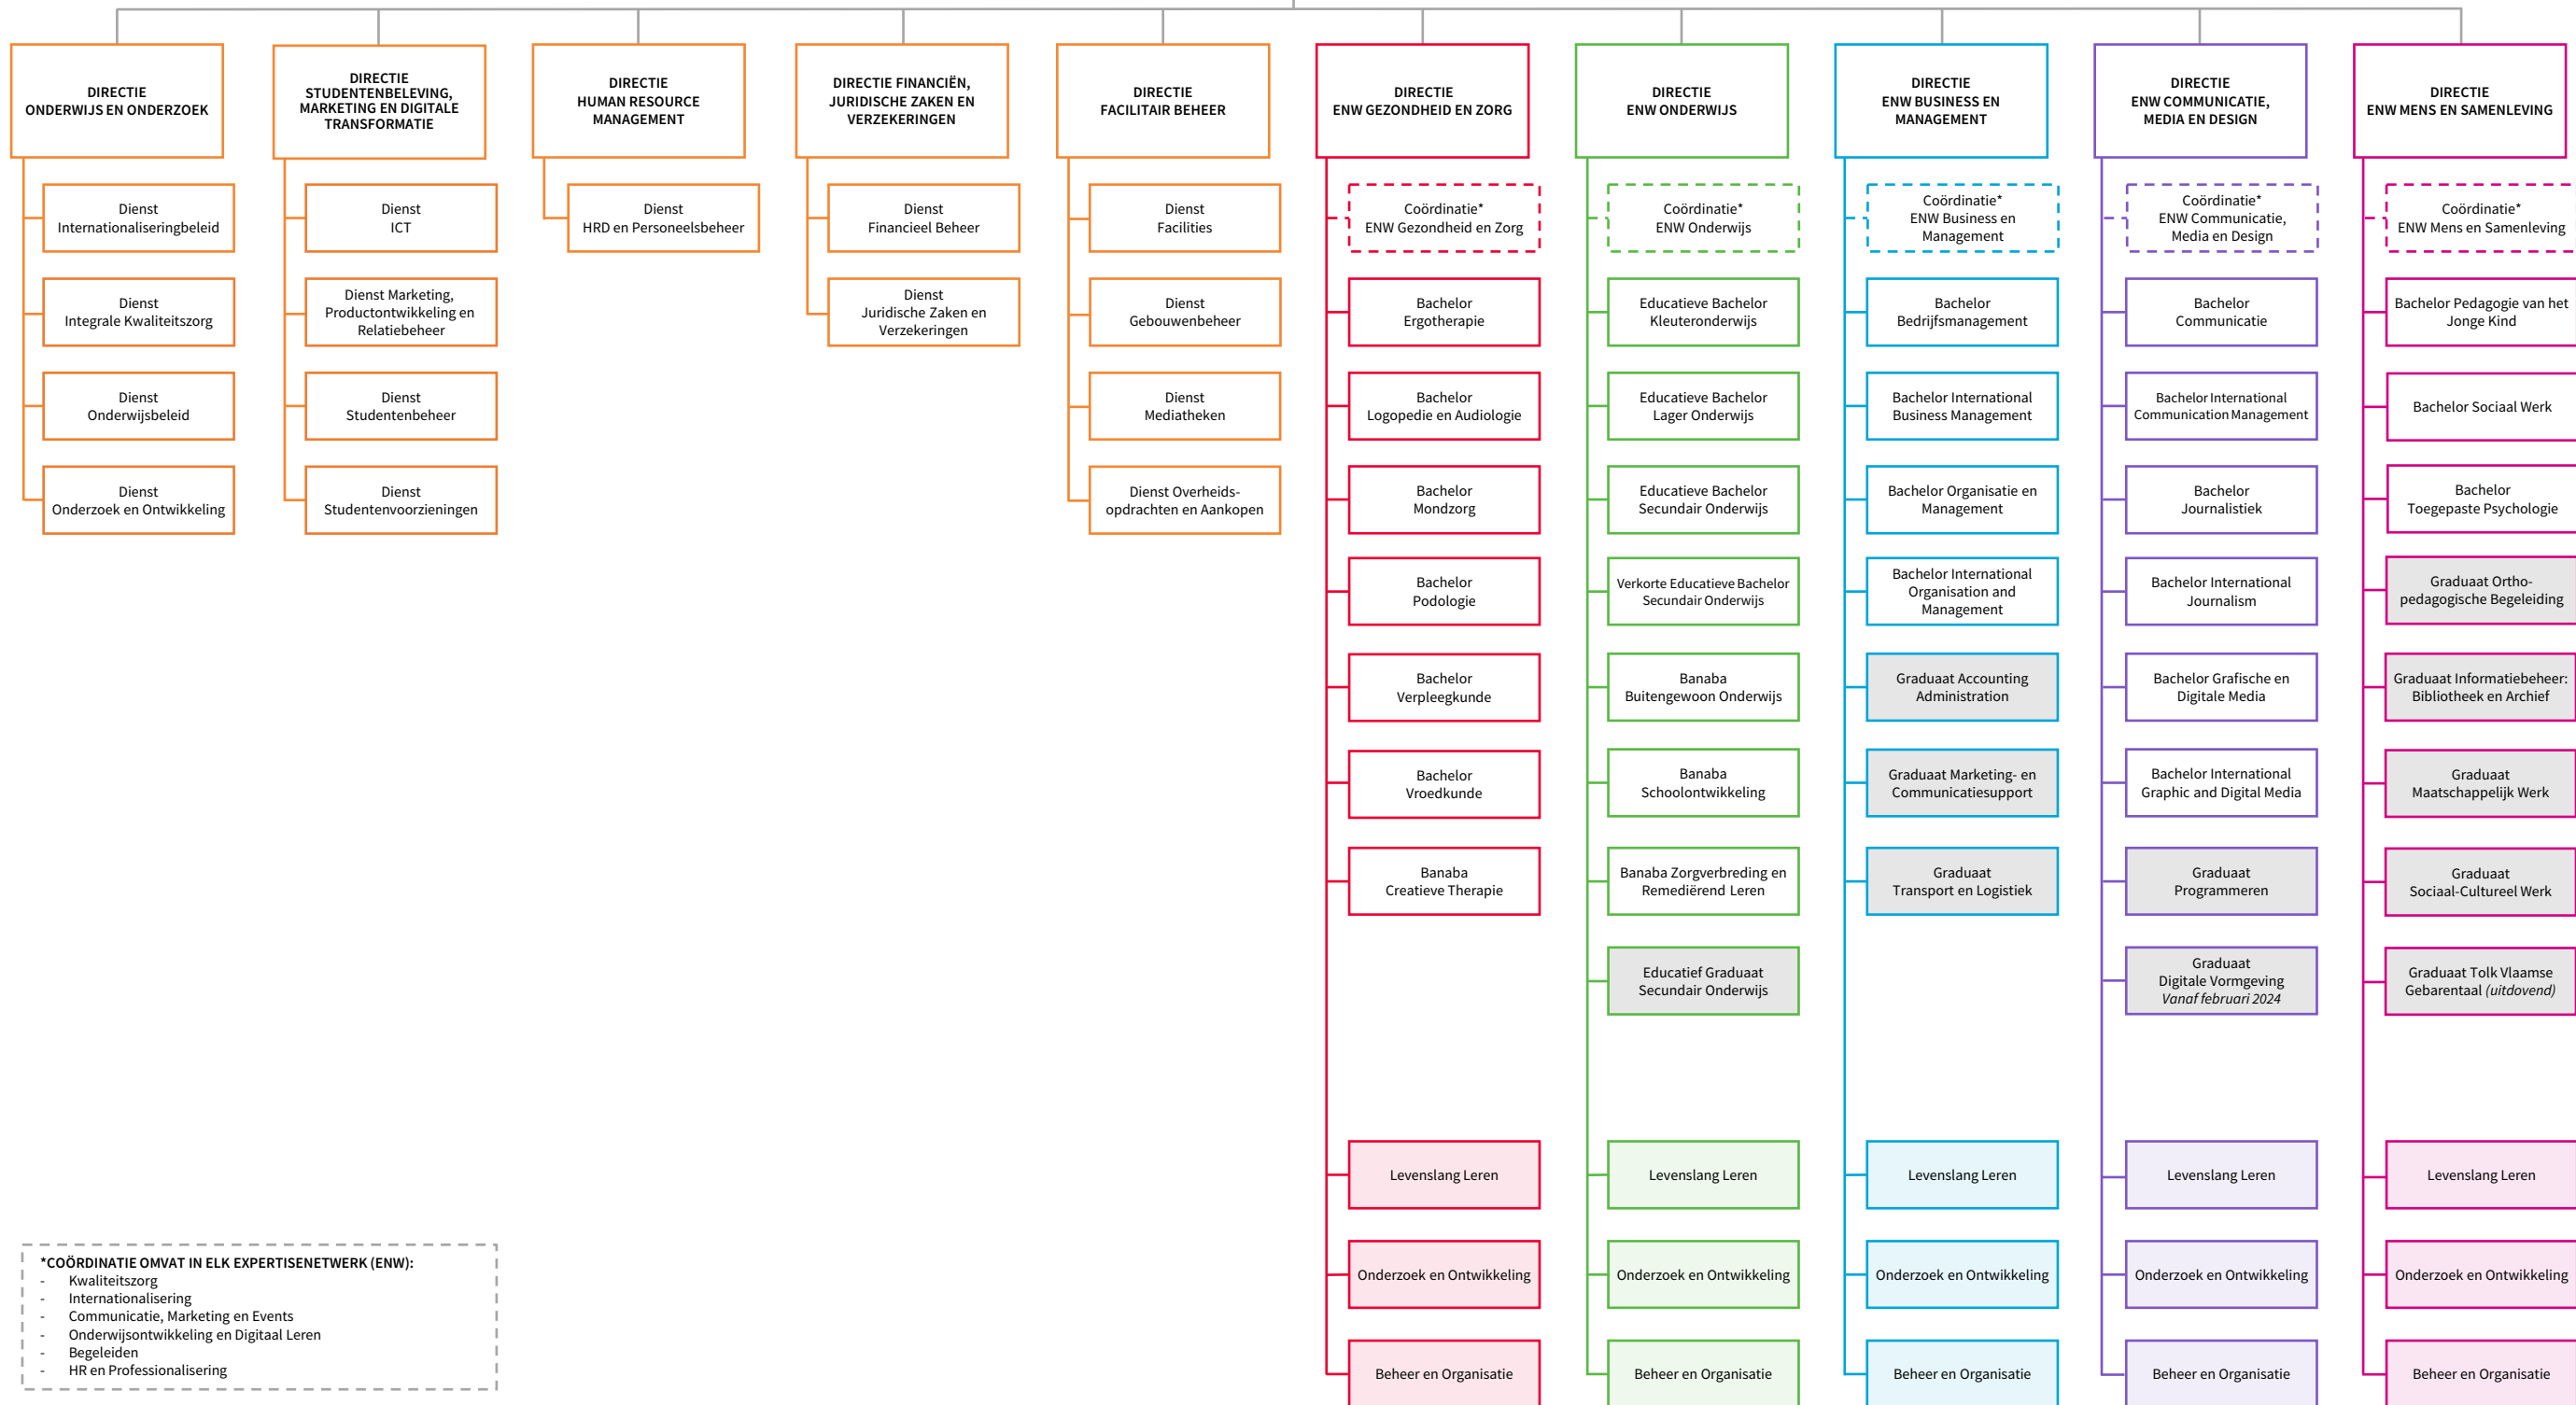 DIRECTIE
ONDERWIJS EN ONDERZOEK
Dienst
Internationaliseringbeleid
Dienst
Integrale Kwaliteitszorg
Dienst
Onderwijsbeleid
Dienst
Onderzoek en Ontwikkeling
DIRECTIE
STUDENTENBELEVING,
MARKETING EN DIGITALE
TRANSFORMATIE
Dienst
ICT
Dienst Marketing,
Productontwikkeling en
Relatiebeheer
Dienst
Studentenbeheer
Dienst
Studentenvoorzieningen
DIRECTIE
HUMAN RESOURCE
MANAGEMENT
Dienst
HRD en Personeelsbeheer
DIRECTIE FINANCIËN,
JURIDISCHE ZAKEN EN
VERZEKERINGEN
Dienst
Financieel Beheer
Dienst
Juridische Zaken en
Verzekeringen
DIRECTIE
FACILITAIR BEHEER
Dienst
Facilities
Dienst
Gebouwenbeheer
Dienst
Mediatheken
Dienst Overheids-
opdrachten en Aankopen
DIRECTIE
ENW GEZONDHEID EN ZORG
Coördinatie*
ENW Gezondheid en Zorg
Bachelor
Ergotherapie
Bachelor
Logopedie en Audiologie
Bachelor
Mondzorg
Bachelor
Podologie
Bachelor
Verpleegkunde
Bachelor
Vroedkunde
Banaba
Creatieve Therapie
Levenslang Leren
Onderzoek en Ontwikkeling
Beheer en Organisatie
DIRECTIE
ENW ONDERWIJS
Coördinatie*
ENW Onderwijs
Educatieve Bachelor
Kleuteronderwijs
Educatieve Bachelor
Lager Onderwijs
Educatieve Bachelor
Secundair Onderwijs
Verkorte Educatieve Bachelor
Secundair Onderwijs
Banaba
Buitengewoon Onderwijs
Banaba
Schoolontwikkeling
Banaba Zorgverbreding en
Remediërend Leren
Educatief Graduaat
Secundair Onderwijs
Levenslang Leren
Onderzoek en Ontwikkeling
Beheer en Organisatie
DIRECTIE
ENW BUSINESS EN
MANAGEMENT
Coördinatie*
ENW Business en
Management
Bachelor
Bedrijfsmanagement
Bachelor International
Business Management
Bachelor Organisatie en
Management
Bachelor International
Organisation and
Management
Graduaat Accounting
Administration
Graduaat Marketing- en
Communicatiesupport
Graduaat
Transport en Logistiek
Levenslang Leren
Onderzoek en Ontwikkeling
Beheer en Organisatie
DIRECTIE
ENW COMMUNICATIE,
MEDIA EN DESIGN
Coördinatie*
ENW Communicatie,
Media en Design
Bachelor
Communicatie
Bachelor International
Communication Management
Bachelor
Journalistiek
Bachelor International
Journalism
Bachelor Grafische en
Digitale Media
Bachelor International
Graphic and Digital Media
Graduaat
Programmeren
Graduaat
Digitale Vormgeving
Vanaf februari 2024
Levenslang Leren
Onderzoek en Ontwikkeling
Beheer en Organisatie
DIRECTIE
ENW MENS EN SAMENLEVING
Coördinatie*
ENW Mens en Samenleving
Bachelor Pedagogie van het
Jonge Kind
Bachelor Sociaal Werk
Bachelor
Toegepaste Psychologie
Graduaat Ortho-
pedagogische Begeleiding
Graduaat Informatiebeheer:
Bibliotheek en Archief
Graduaat
Maatschappelijk Werk
Graduaat
Sociaal-Cultureel Werk
Graduaat Tolk Vlaamse
Gebarentaal (uitdovend)
Levenslang Leren
Onderzoek en Ontwikkeling
Beheer en Organisatie
*COÖRDINATIE OMVAT IN ELK EXPERTISENETWERK (ENW):
- Kwaliteitszorg
- Internationalisering
- Communicatie, Marketing en Events
- Onderwijsontwikkeling en Digitaal Leren
- Begeleiden
- HR en Professionalisering